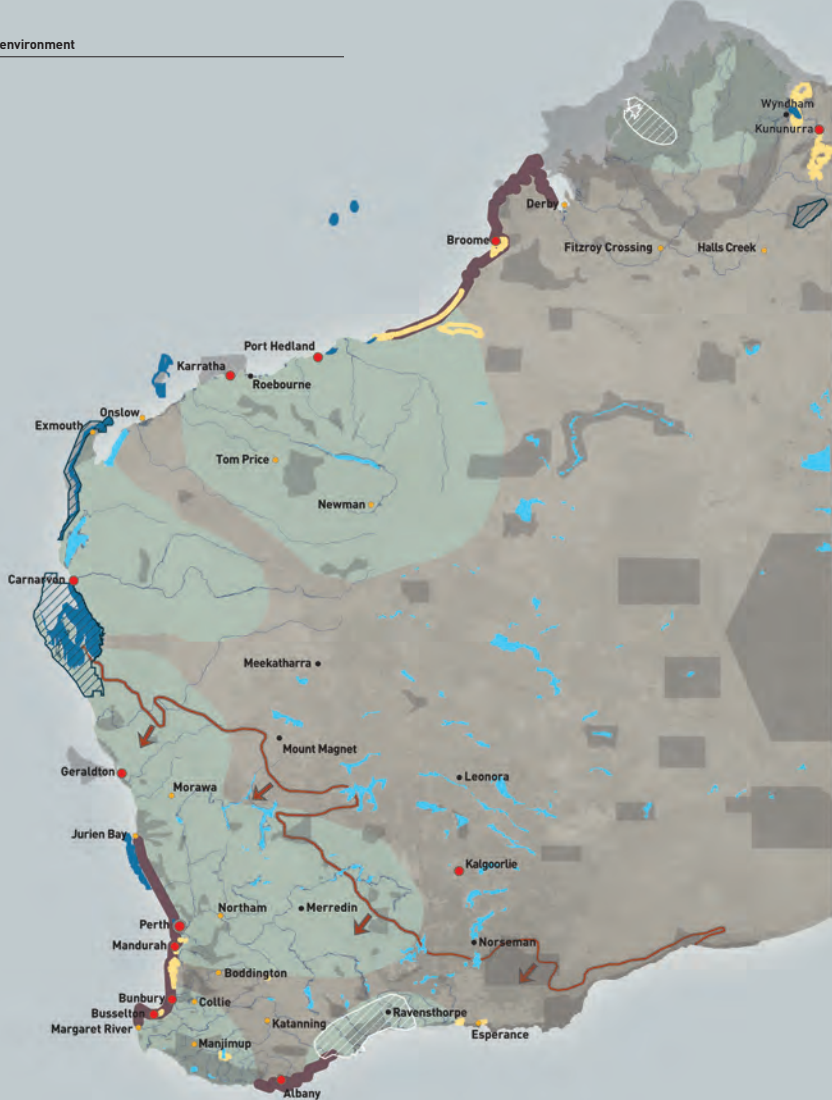 environment
Wyndham
Kununurra
Derby
Broome
Fitzroy Crossing
Halls Creek
Port Hedland
Karratha
Roebourne
Onslow
Exmouth
Tom Price
Newman
Carnarvon
Meekatharra
Mount Magnet
Geraldton
Leonora
Morawa
Jurien Bay
Kalgoorlie
Northam
Merredin
Perth
Mandurah
Norseman
Boddington
Bunbury
Collie
Busselton
Ravensthorpe
Margaret River
Katanning
Esperance
Manjimup
Albany